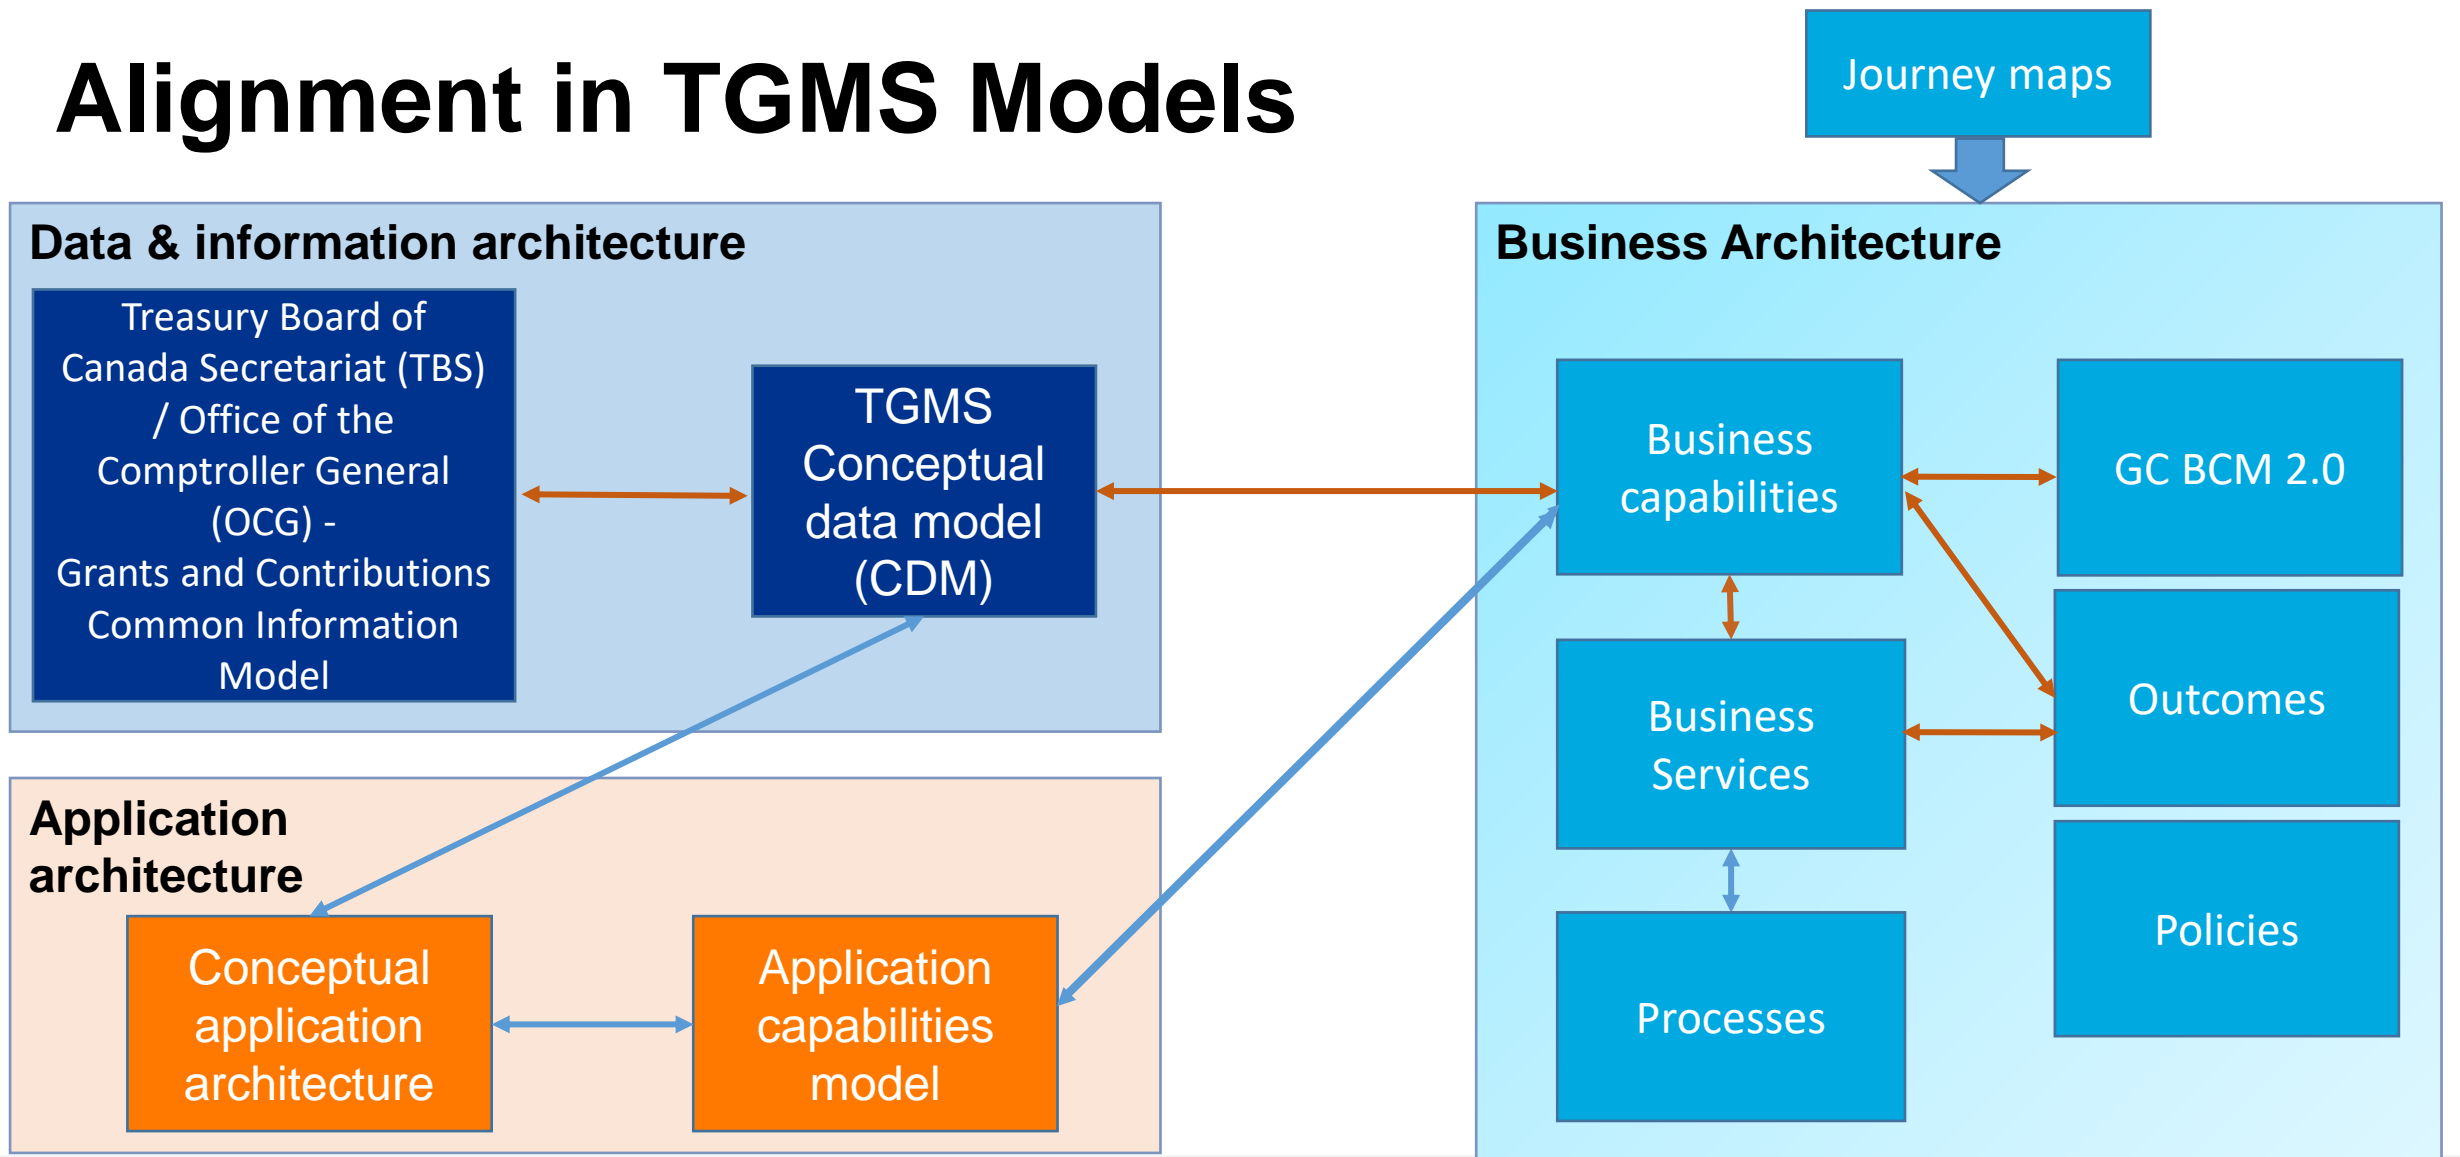 Alignment in TGMS Models
Journey maps
Data & information architecture
Treasury Board of
Canada Secretariat (TBS)
/ Office of the
Comptroller General
(OCG) -
Grants and Contributions
Common Information
Model
TGMS
Conceptual
data model
(CDM)
Application
architecture
Conceptual
application
architecture
Application
capabilities
model
Business Architecture
Business
capabilities
GC BCM 2.0
Business
Services
Outcomes
Processes
Policies